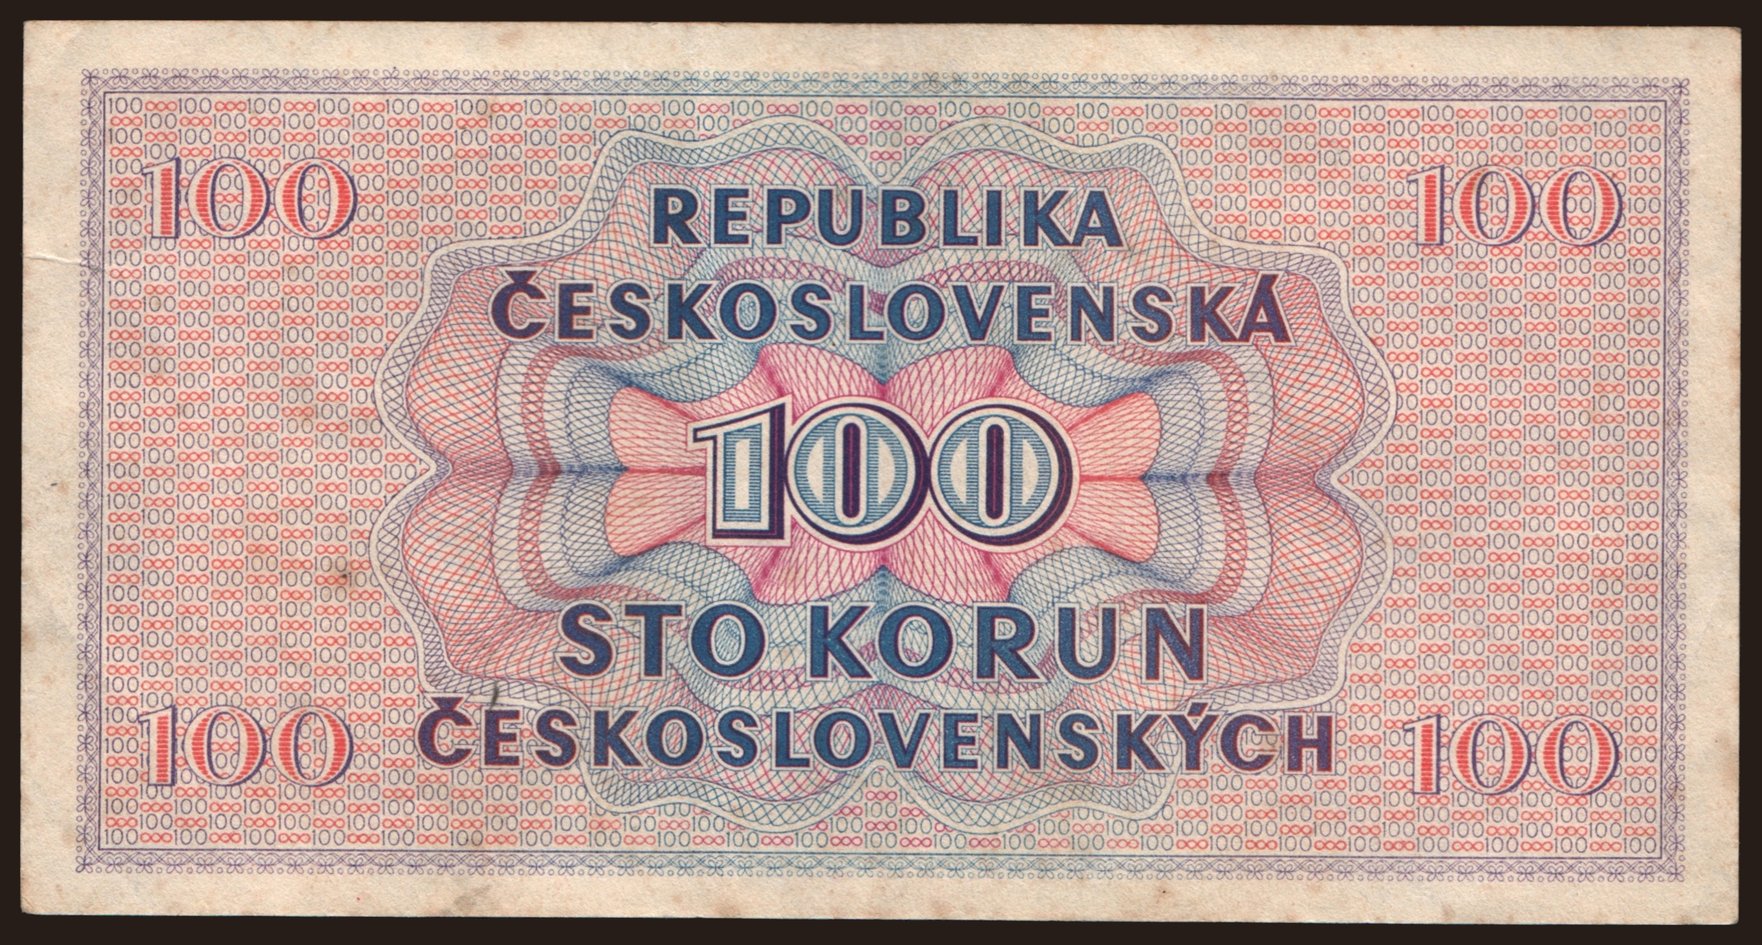 100 100
REPUBLIKA
ČESKOSLOVENSKÁ
100
STO KORUN
ČESKOSLOVENSKÝCH
100 100